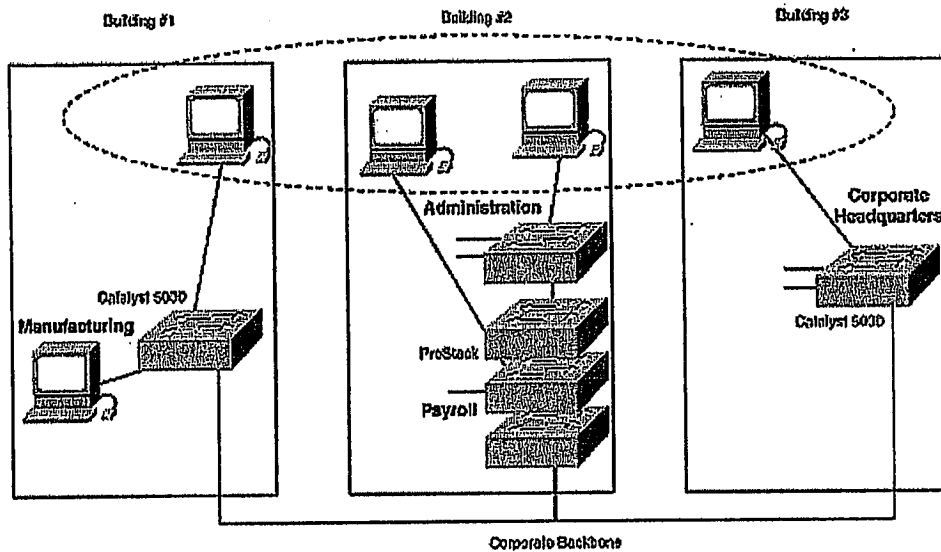 Building #1
Building #2
Building #3
Administration
Corporate
Headquarters
Catalyst 5000
Manufacturing
Catalyst 5000
ProStack
Payroll
Corporate Backbone